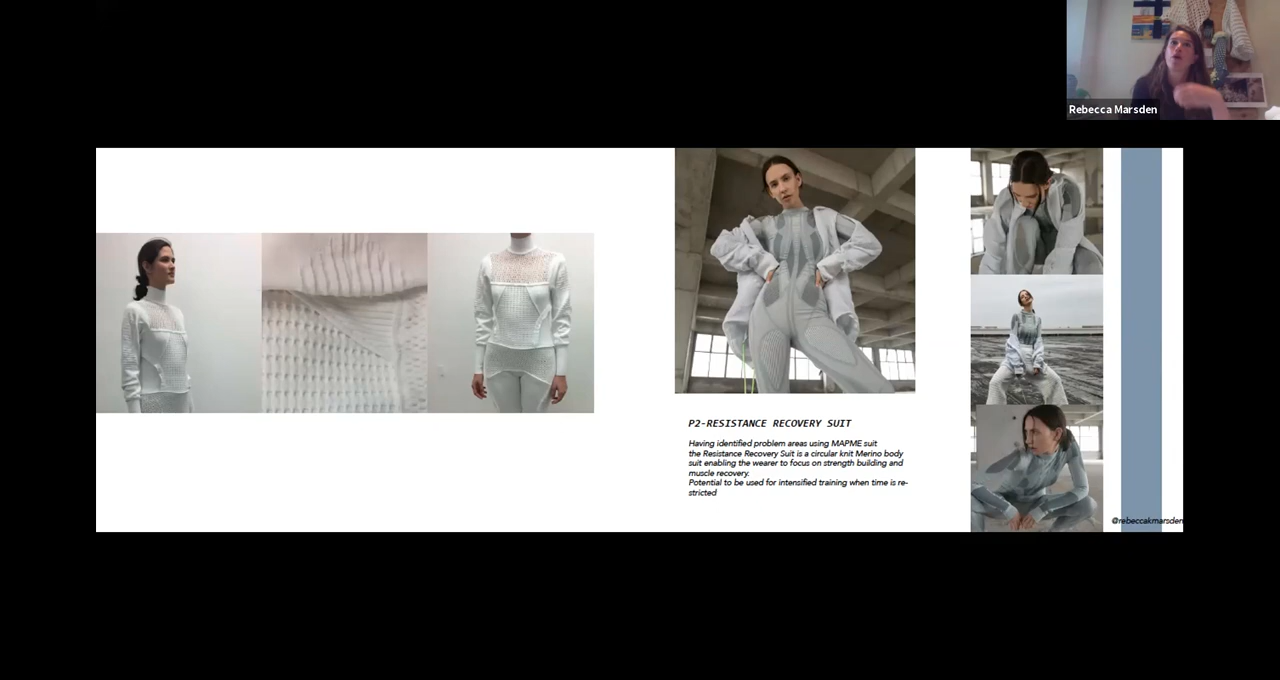 Rebecca Marsden
P2-RESISTANCE RECOVERY SUIT
Having identified problem areas using MAPME suit
the Resistance Recovery Suit is a circular knit Merino body
suit enabling the wearer to focus on strength building and
muscle recovery.
Potential to be used for intensified training when time is re-
stricted
@rebeccakmarsden